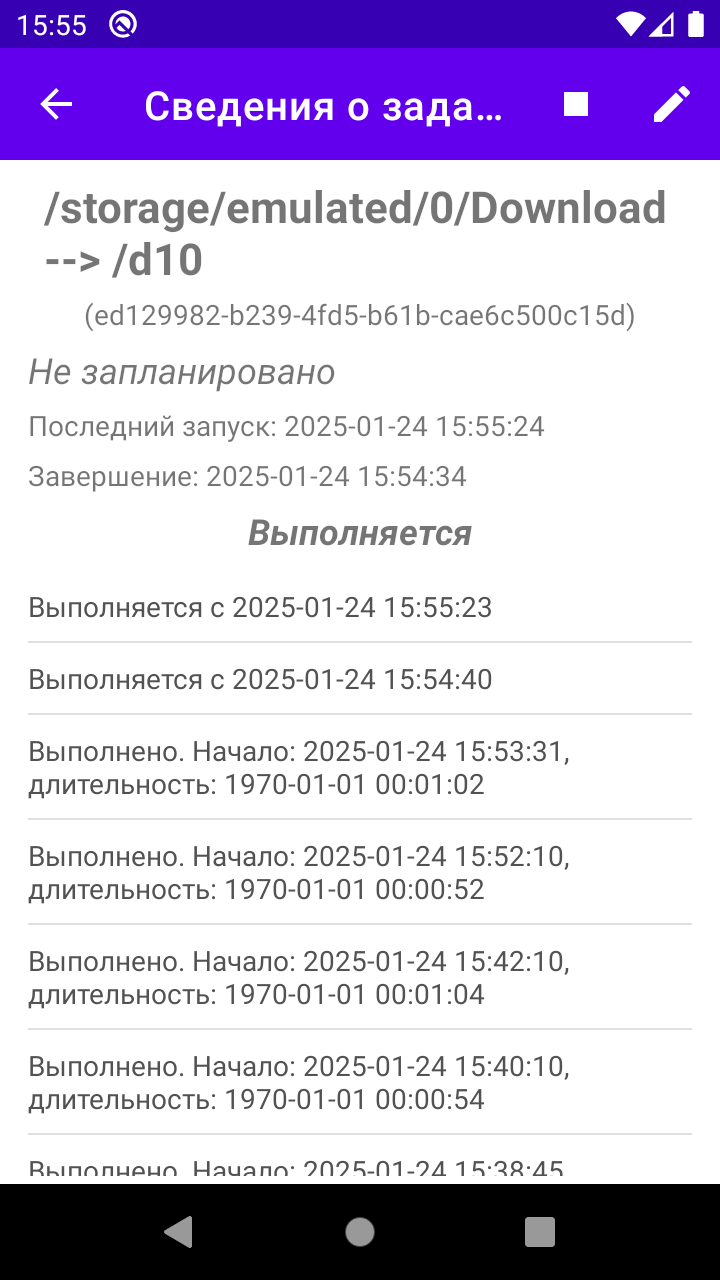 15:55
Сведения о зада...
/storage/emulated/0/Download
--> /d10
(ed129982-b239-4fd5-b61b-cae6c500c15d)
Не запланировано
Последний запуск: 2025-01-24 15:55:24
Завершение: 2025-01-24 15:54:34
Выполняется
Выполняется с 2025-01-24 15:55:23
Выполняется с 2025-01-24 15:54:40
Выполнено. Начало: 2025-01-24 15:53:31,
длительность: 1970-01-01 00:01:02
Выполнено. Начало: 2025-01-24 15:52:10,
длительность: 1970-01-01 00:00:52
Выполнено. Начало: 2025-01-24 15:42:10,
длительность: 1970-01-01 00:01:04
Выполнено. Начало: 2025-01-24 15:40:10,
длительность: 1970-01-01 00:00:54
Выполнено. Начало: 2025-01-24 15:38:45